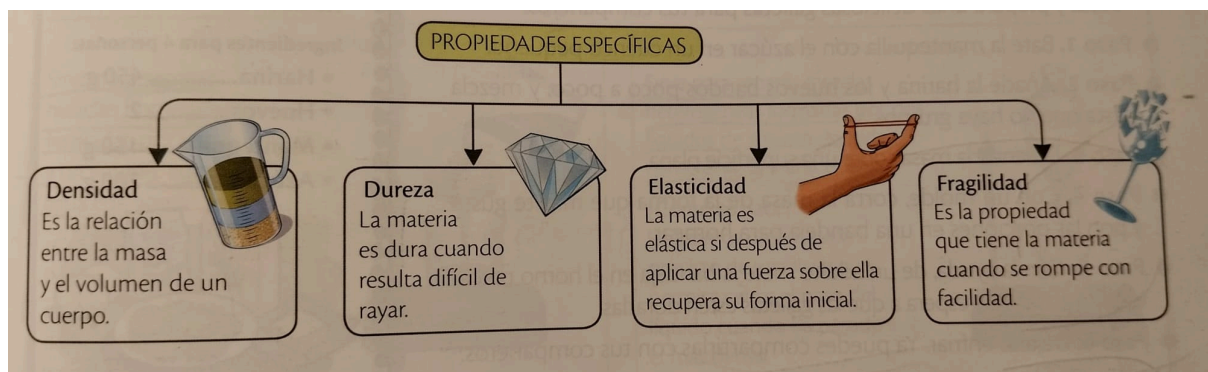 PROPIEDADES ESPECÍFICAS
Densidad
Es la relación
entre la masa
y el volumen de un
cuerpo.
Dureza
La materia
es dura cuando
resulta difícil de
rayar.
Elasticidad
La materia es
elástica si después de
aplicar una fuerza sobre ella
recupera su forma inicial.
Fragilidad
Es la propiedad
que tiene la materia
cuando se rompe con
facilidad.